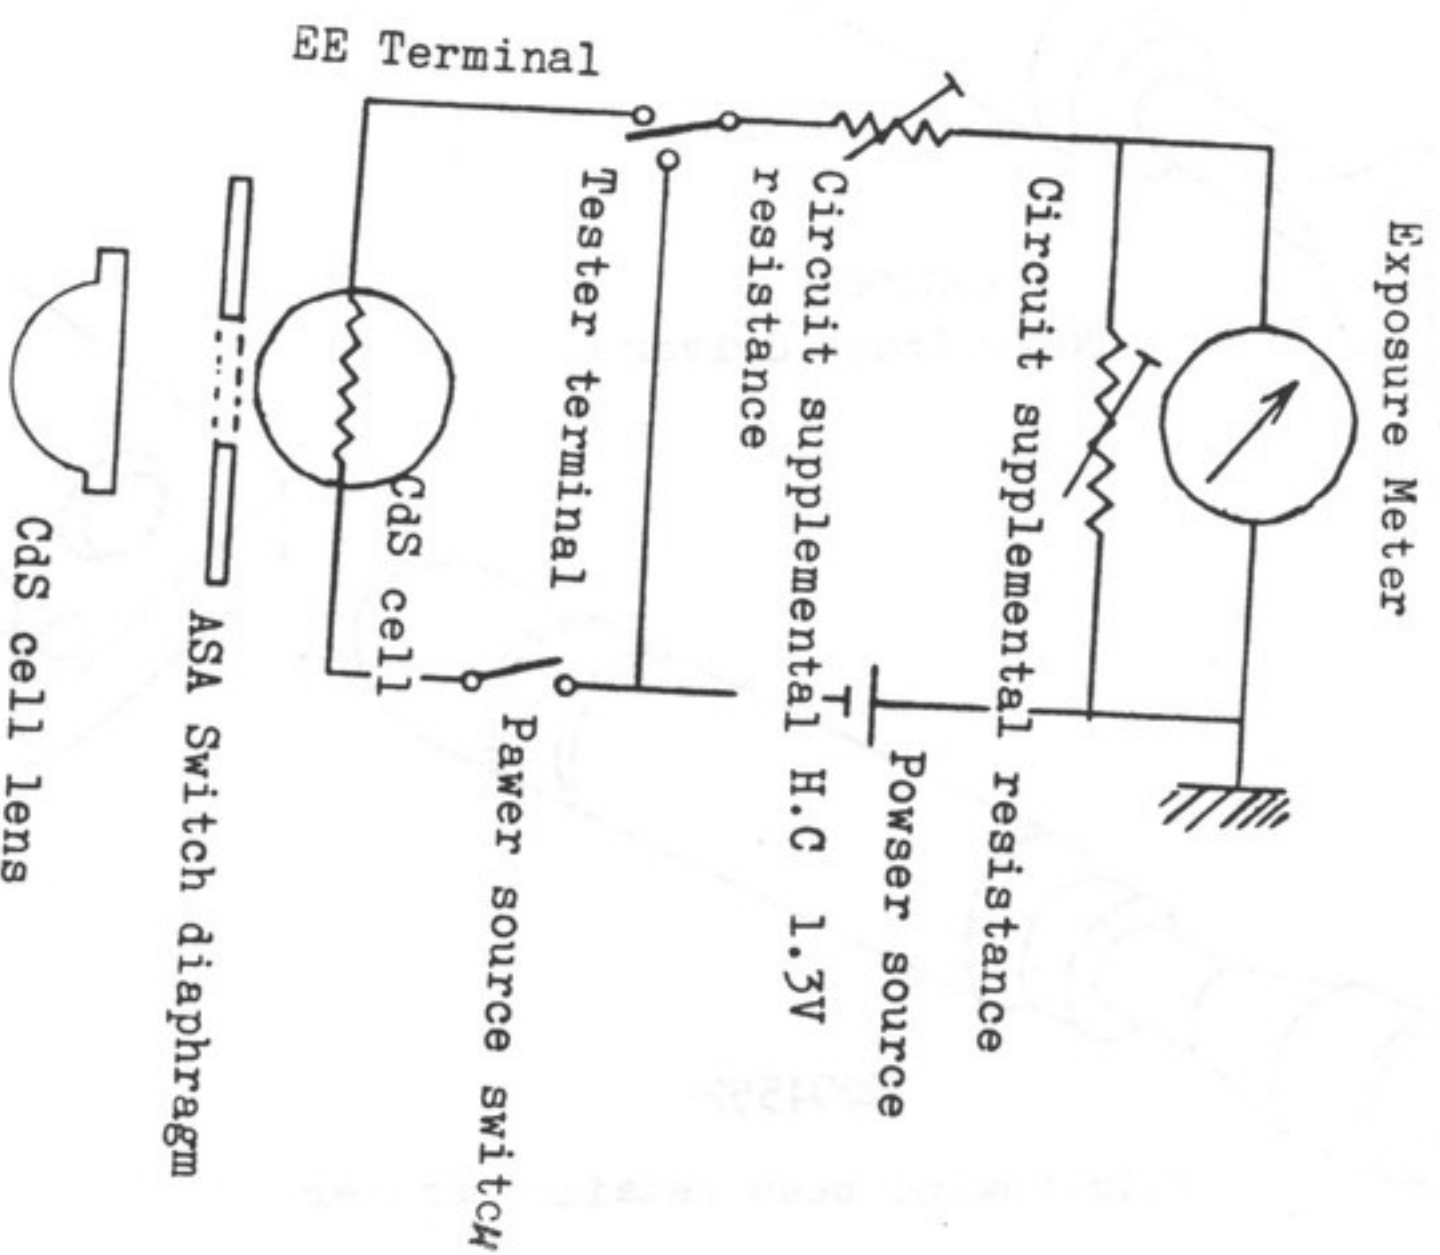 EE Terminal
Exposure Meter
Circuit supplemental resistance
Powser source
Circuit supplemental H.C 1.3V
resistance
Tester terminal
Pawer source switch
CdS cell
ASA Switch diaphragm
CdS cell lens